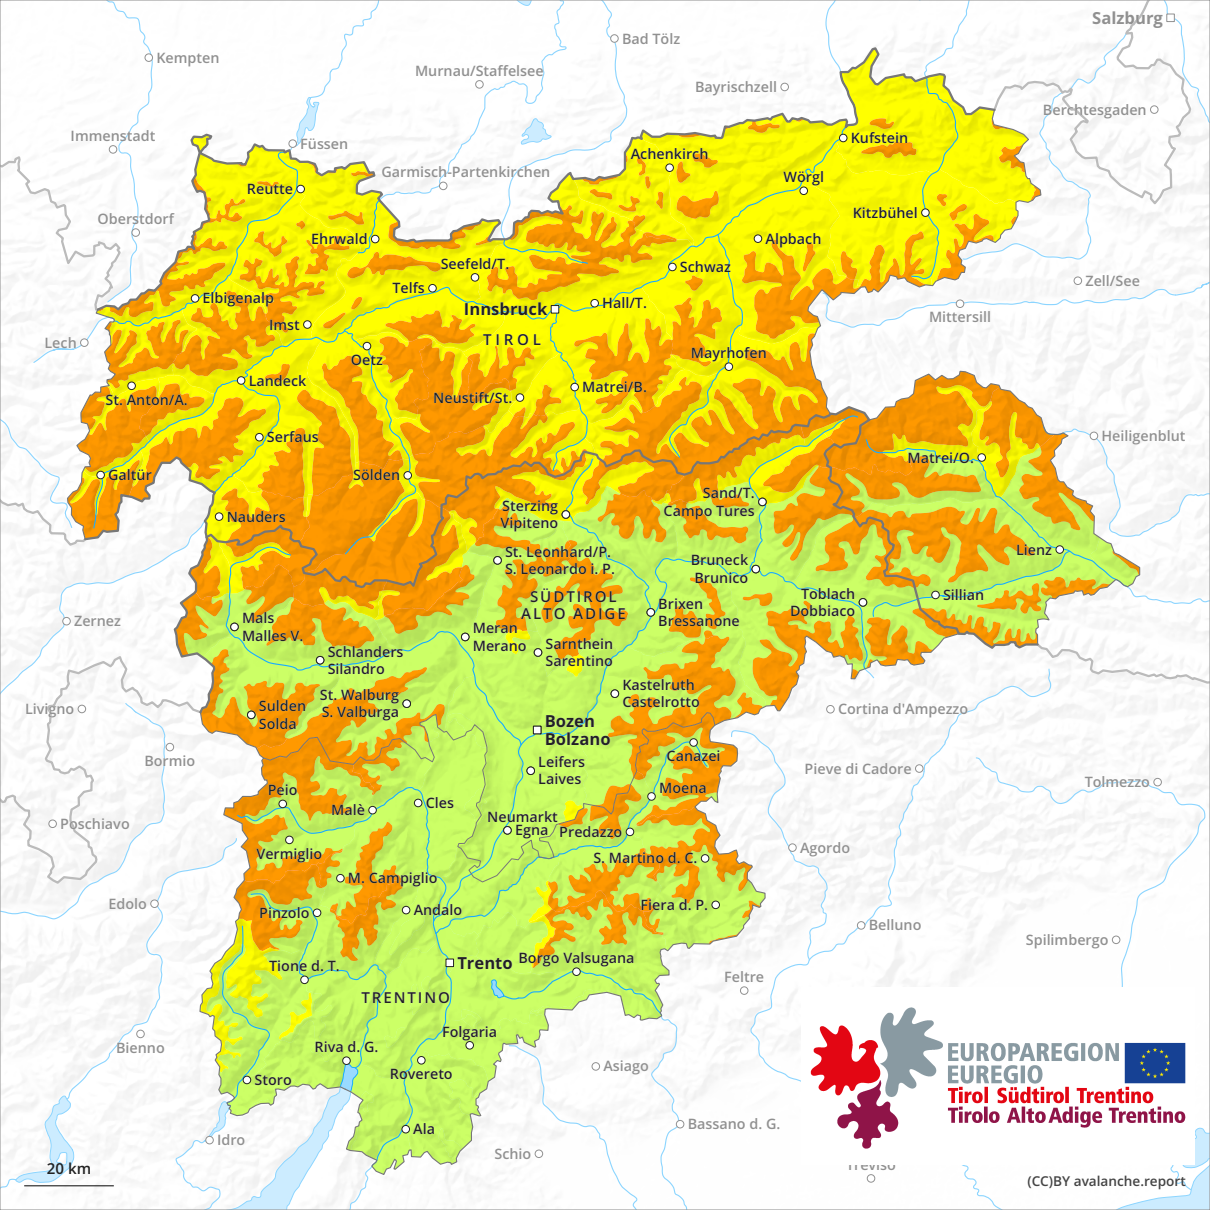 Salzburg
Bad Tölz
Kempten
Murnau/Staffelsee
Bayrischzell
Berchtesgaden
Immenstadt
Füssen
Kufstein
Achenkirch
Garmisch-Partenkirchen
Wörgl
Reutte
Oberstdorf
Kitzbühel
Ehrwald
Alpbach
Seefeld/T.
Schwaz
Zell/See
Telfs
Elbigenalp
Hall/T.
Innsbruck
Mittersill
Imst
TIROL
Lech
Mayrhofen
Oetz
Landeck
Matrei/B.
St. Anton/A.
Neustift/St.
Serfaus
Heiligenblut
Matrei/O.
Galtür
Sölden
Sand/T.
Campo Tures
Sterzing
Vipiteno
Nauders
Lienz
St. Leonhard/P.
S. Leonardo i. P.
Bruneck
Brunico
SÜDTIROL
ALTO ADIGE
Toblach
Dobbiaco
Sillian
Brixen
Bressanone
Zernez
Mals
Malles V.
Meran
Merano
Sarnthein
Sarentino
Schlanders
Silandro
Kastelruth
Castelrotto
St. Walburg
S. Valburga
Livigno
Sulden
Solda
Cortina d'Ampezzo
Bozen
Bolzano
Bormio
Canazei
Leifers
Laives
Pieve di Cadore
Tolmezzo
Peio
Moena
Malè
Cles
Neumarkt
Egna
Poschiavo
Predazzo
Vermiglio
Agordo
S. Martino d. C.
M. Campiglio
Edolo
Pinzolo
Andalo
Fiera d. P.
Belluno
Spilimbergo
Tione d. T.
Trento
Borgo Valsugana
Feltre
TRENTINO
Folgaria
Bienno
Riva d. G.
Rovereto
Asiago
Storo
EUROPAREGION
EUREGIO
Tirol Südtirol Trentino
Tirolo Alto Adige Trentino
Ala
Idro
Bassano d. G.
Schio
Treviso
20 km
(CC)BY avalanche.report